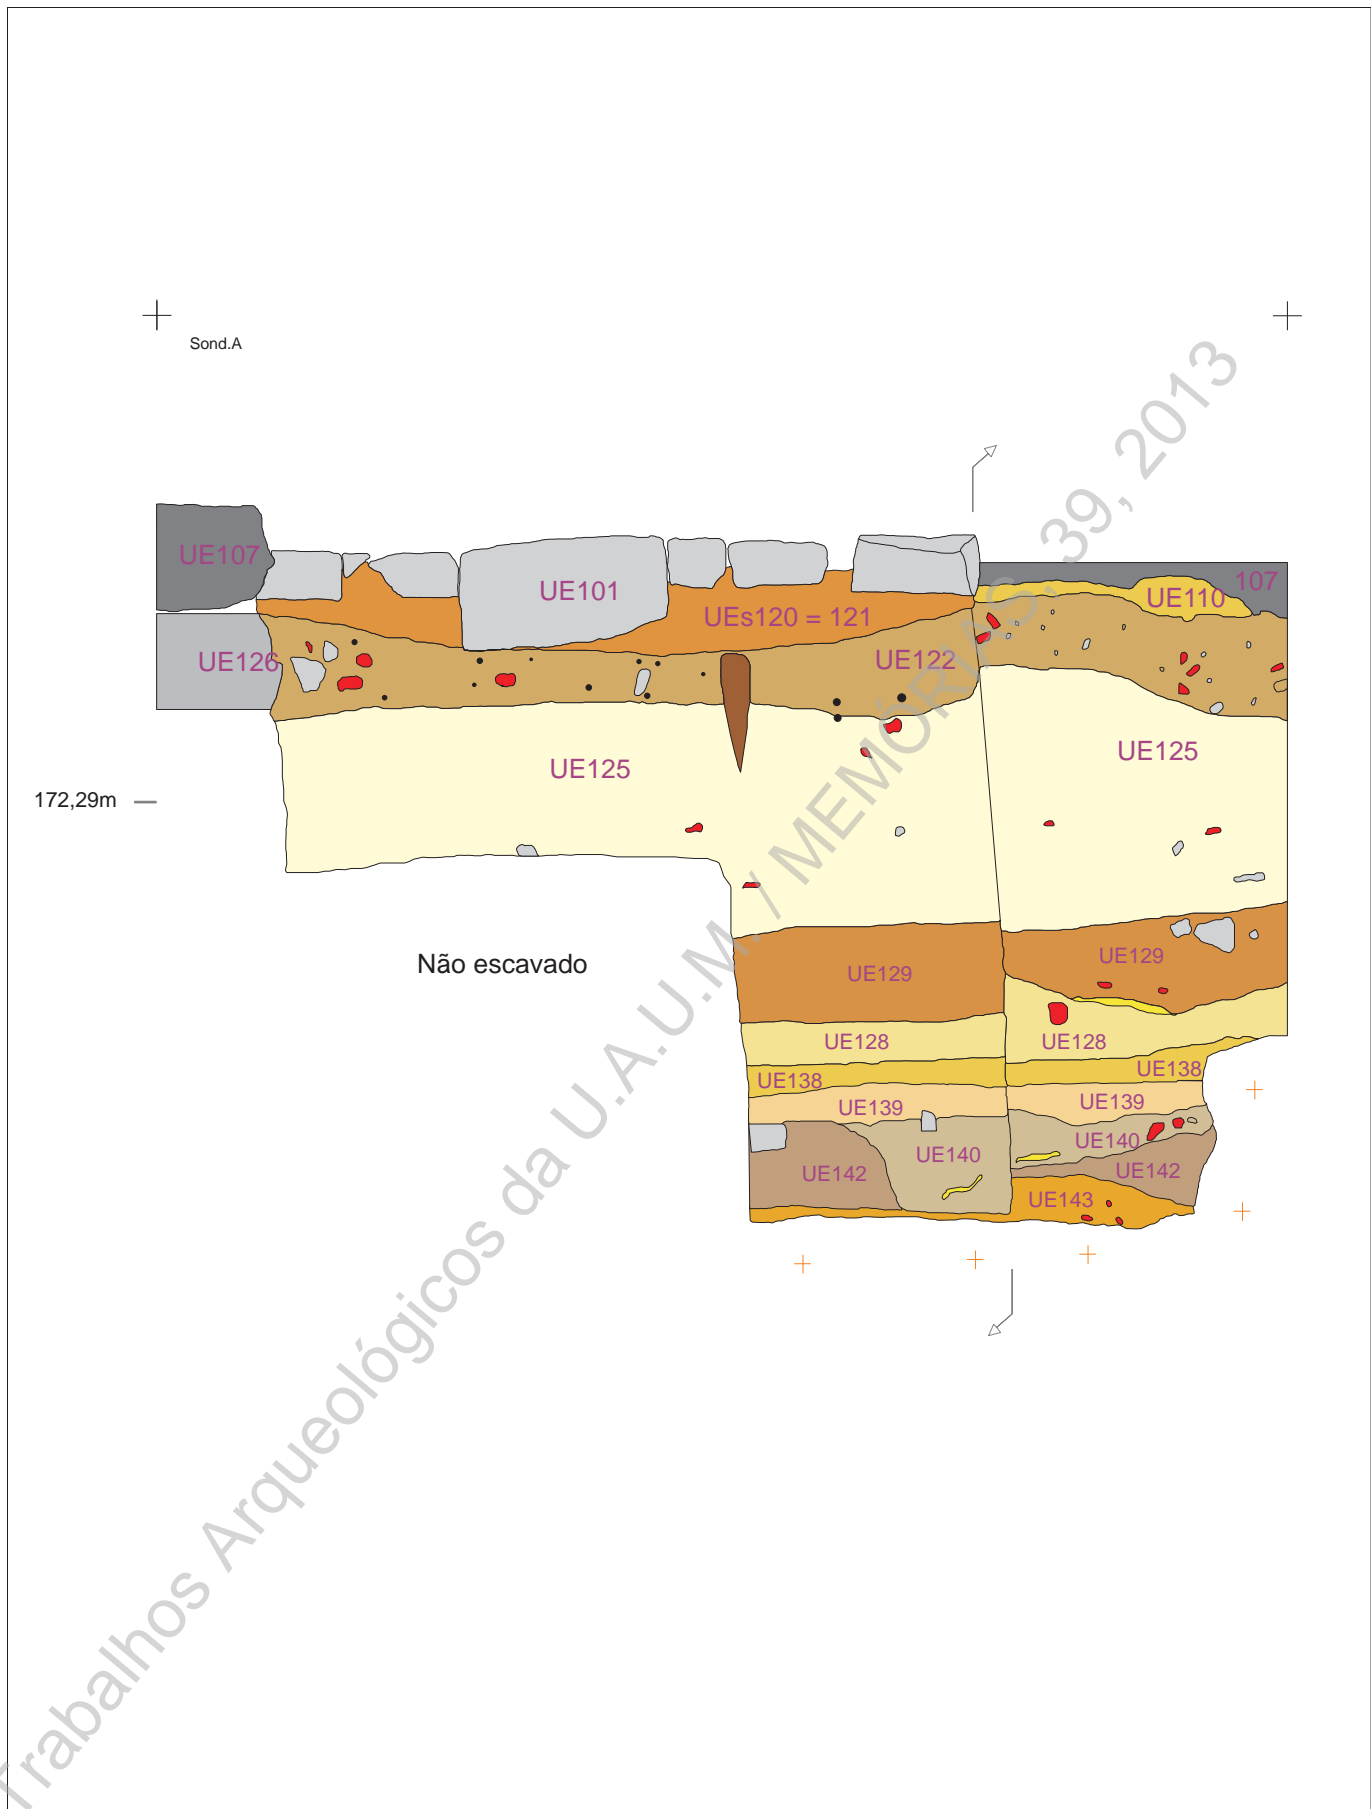 Sond.A
UE107
UE101
UEs120 = 121
107
UE110
UE126
UE122
UE125
UE125
172,29m
Não escavado
UE129
UE129
UE128
UE128
UE138
UE138
UE139
UE139
UE140
UE140
UE142
UE142
UE143
Trabalhos Arqueológicos da U.A.U.M. / MEMÓRIAS, 39, 2013